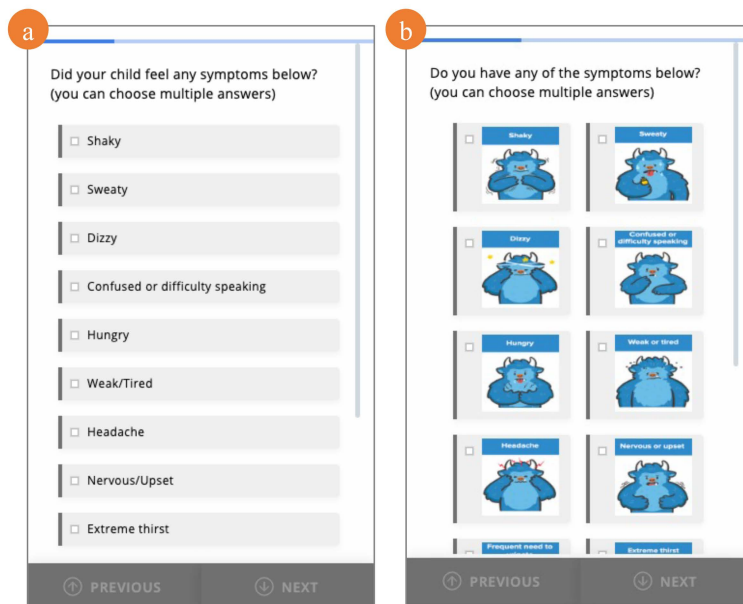 a
Did your child feel any symptoms below?
(you can choose multiple answers)
Shaky
Sweaty
Dizzy
Confused or difficulty speaking
Hungry
Weak/Tired
Headache
Nervous/Upset
Extreme thirst
PREVIOUS
NEXT
b
Do you have any of the symptoms below?
(you can choose multiple answers)
Shaky
Sweaty
Dizzy
Confused or
difficulty speaking
Hungry
Weak or tired
Headache
Nervous or upset
Frequent need to
Extreme thirst
PREVIOUS
NEXT